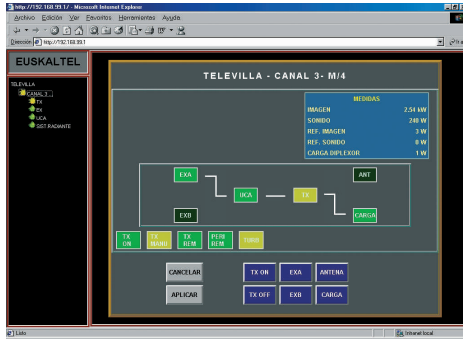 http://192.168.99.1/ - Microsoft Internet Explorer
Archivo Edición Ver Favoritos Herramientas Ayuda
Dirección http://192.168.99.1
EUSKALTEL
TELEVILLA
CANAL 3...
TX
EX
UCA
SIST.RADIANTE
TELEVILLA - CANAL 3- M/4
MEDIDAS
IMAGEN 2.54 kW
SONIDO 240 W
REF. IMAGEN 3 W
REF. SONIDO 0 W
CARGA DIPLEXOR 1 W
EXA
ANT
UCA
TX
EXB
CARGA
TX ON
TX MANU
TX REM
PERI REM
TURB
CANCELAR
TX ON
EXA
ANTENA
APLICAR
TX OFF
EXB
CARGA
Listo
Intranet local